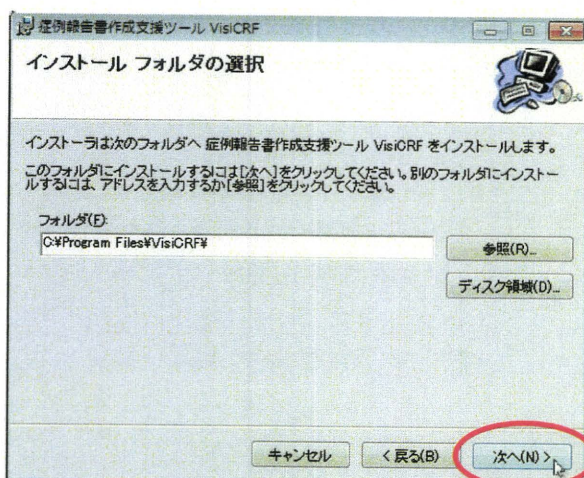 症例報告書作成支援ツール VisiCRF
インストール フォルダの選択
インストーラは次のフォルダへ 症例報告書作成支援ツール VisiCRF をインストールします。
このフォルダにインストールするには[次へ]をクリックしてください。別のフォルダにインストー
ルするには、アドレスを入力するか[参照]をクリックしてください。
フォルダ(F):
C:¥Program Files¥VisiCRF¥
参照(R)...
ディスク領域(D)...
キャンセル
< 戻る(B)
次へ(N) >